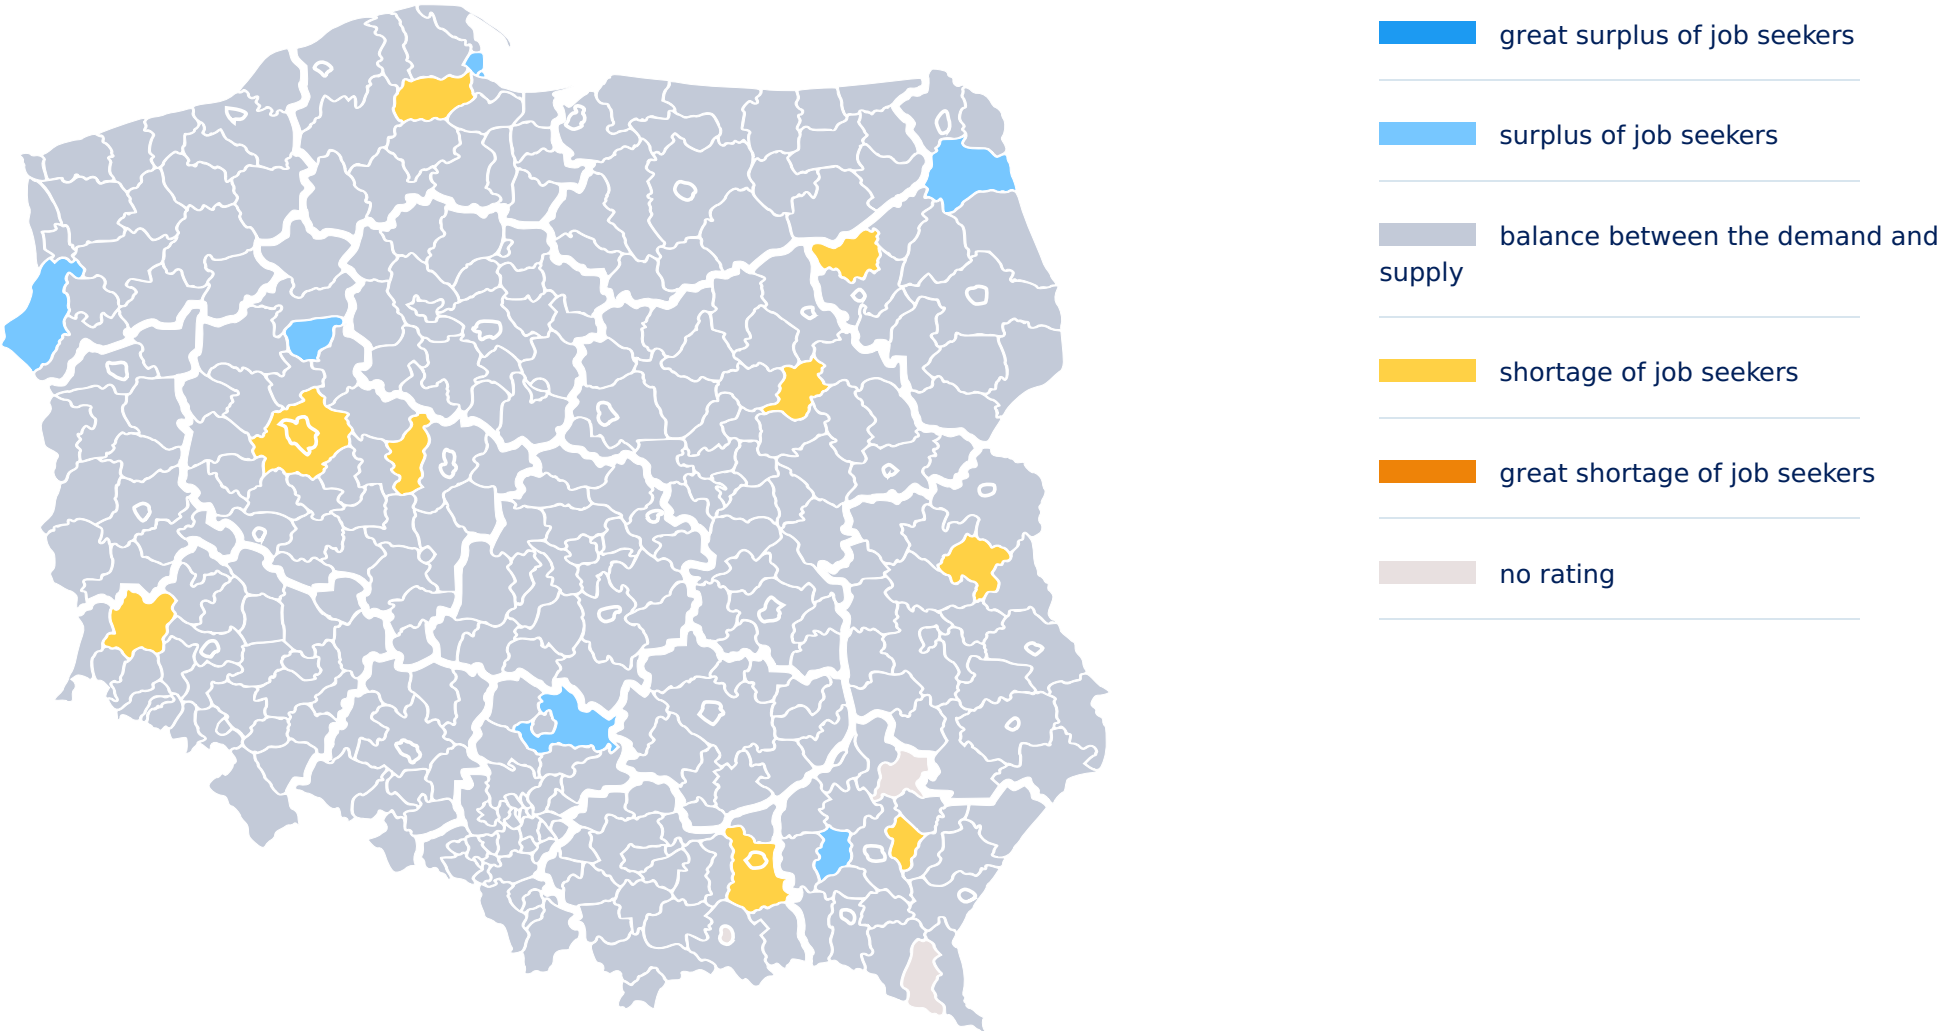 great surplus of job seekers
surplus of job seekers
balance between the demand and
supply
shortage of job seekers
great shortage of job seekers
no rating